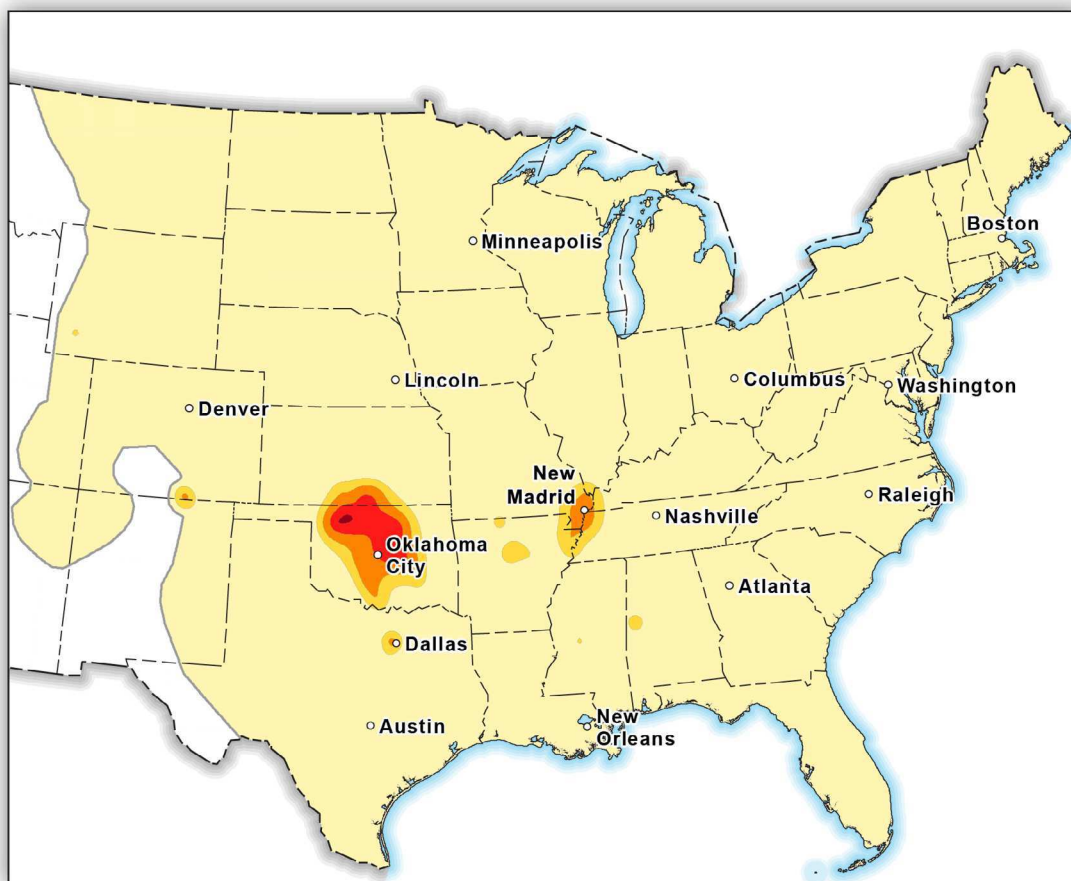 Boston
Minneapolis
Lincoln
Columbus
Washington
Denver
New
Madrid
Raleigh
Nashville
Oklahoma
City
Atlanta
Dallas
Austin
New
Orleans